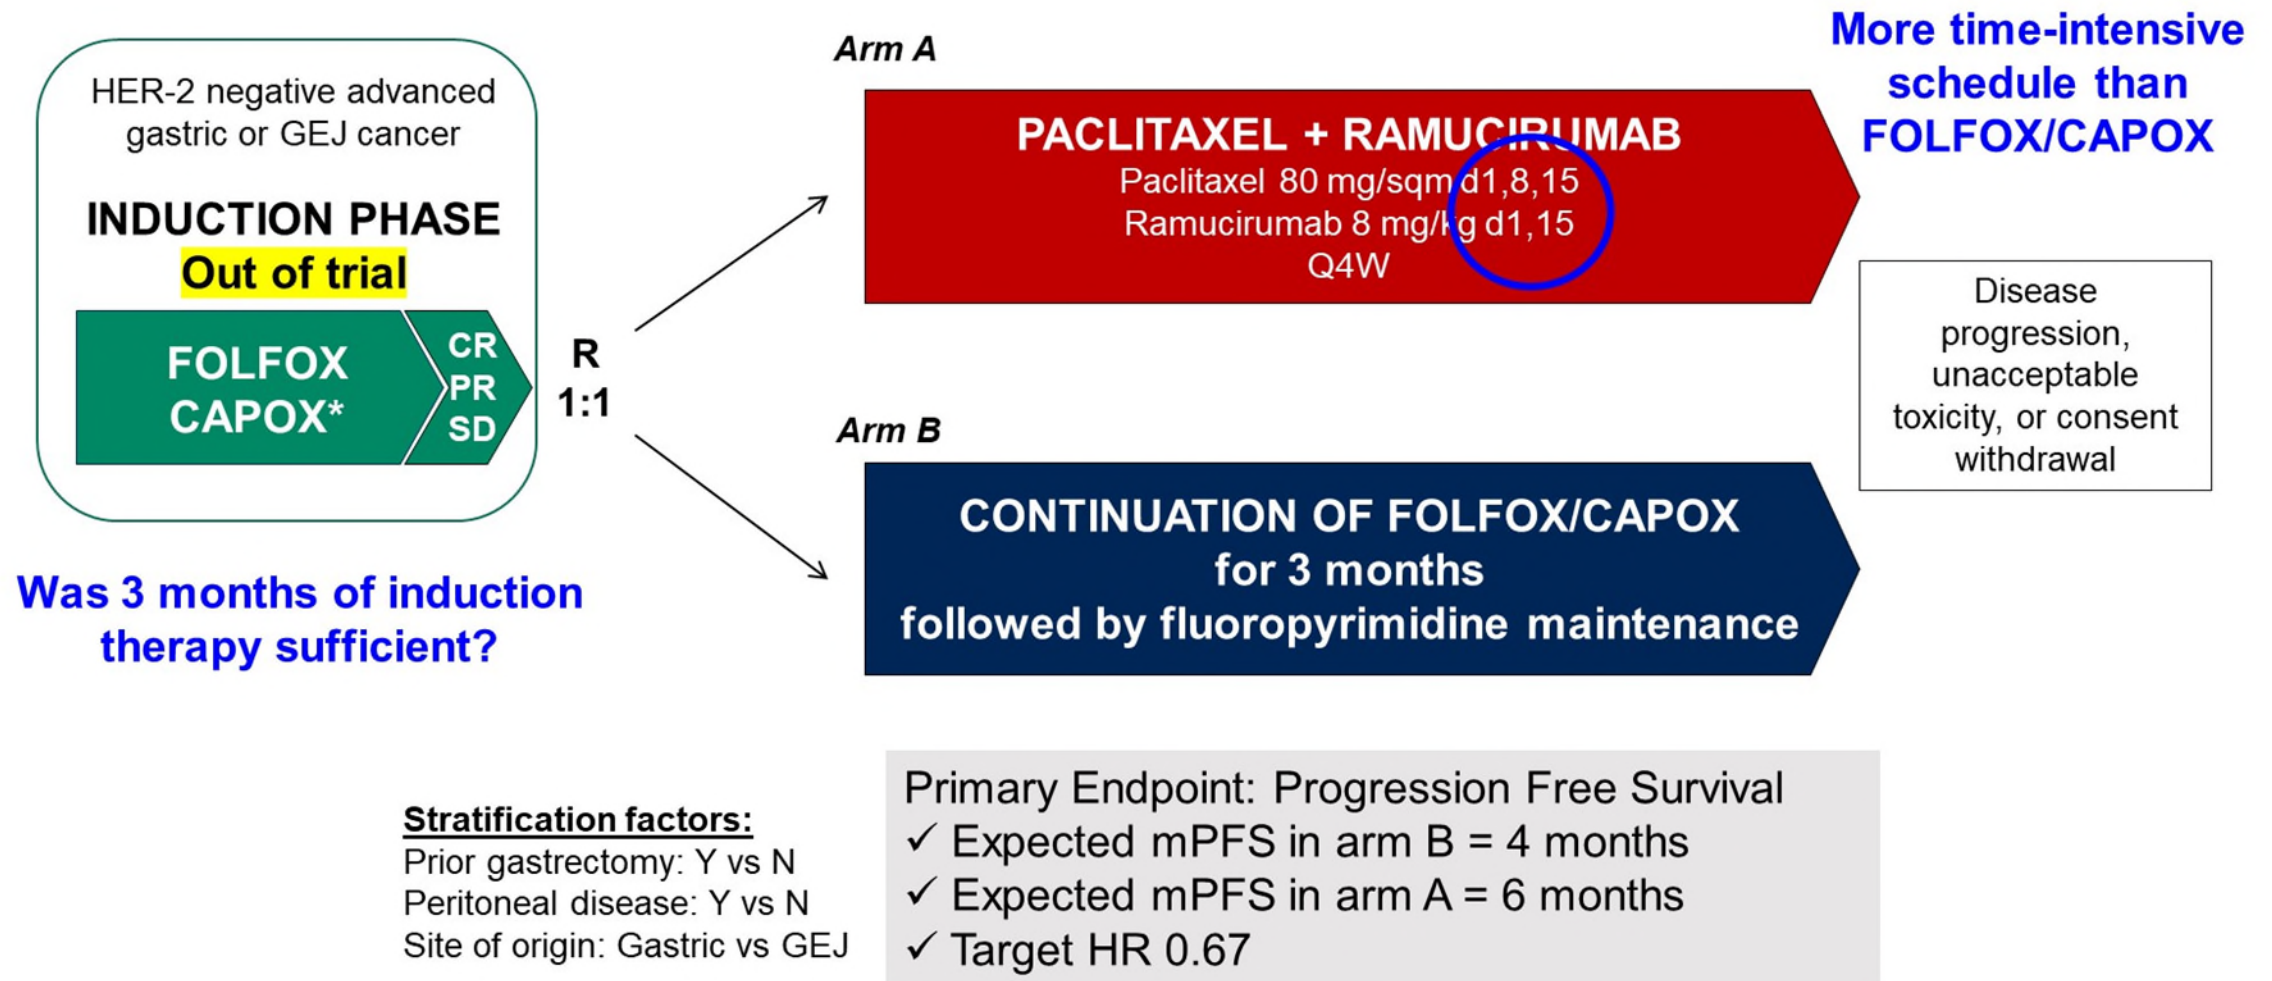 HER-2 negative advanced
gastric or GEJ cancer
INDUCTION PHASE
Out of trial
FOLFOX
CAPOX*
CR
PR
SD
Was 3 months of induction
therapy sufficient?
R
1:1
Arm A
PACLITAXEL + RAMUCIRUMAB
Paclitaxel 80 mg/sqm d1,8,15
Ramucirumab 8 mg/kg d1,15
Q4W
More time-intensive
schedule than
FOLFOX/CAPOX
Arm B
CONTINUATION OF FOLFOX/CAPOX
for 3 months
followed by fluoropyrimidine maintenance
Disease
progression,
unacceptable
toxicity, or consent
withdrawal
Stratification factors:
Prior gastrectomy: Y vs N
Peritoneal disease: Y vs N
Site of origin: Gastric vs GEJ
Primary Endpoint: Progression Free Survival
✓ Expected mPFS in arm B = 4 months
✓ Expected mPFS in arm A = 6 months
✓ Target HR 0.67